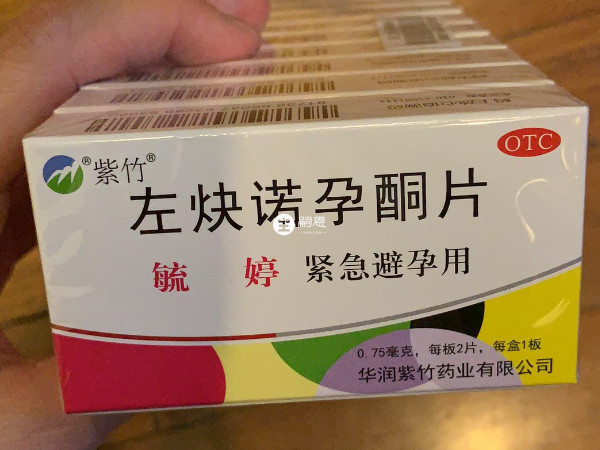 OTC
®紫竹®
左炔诺孕酮片
毓婷 紧急避孕用
0.75毫克，每板2片，每盒1板
华润紫竹药业有限公司
嗣恩